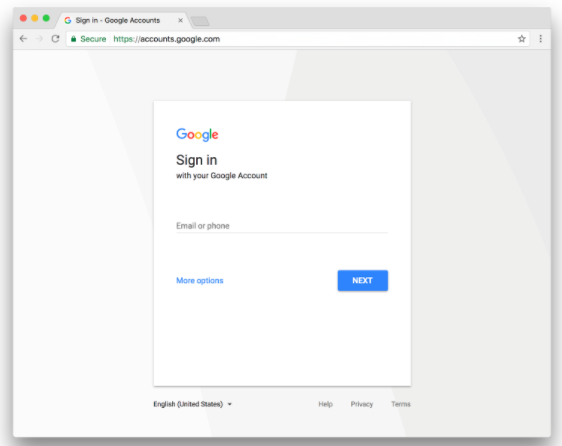 Sign in - Google Accounts
Secure https://accounts.google.com
Google
Sign in
with your Google Account
Email or phone
More options NEXT
English (United States) Help Privacy Terms